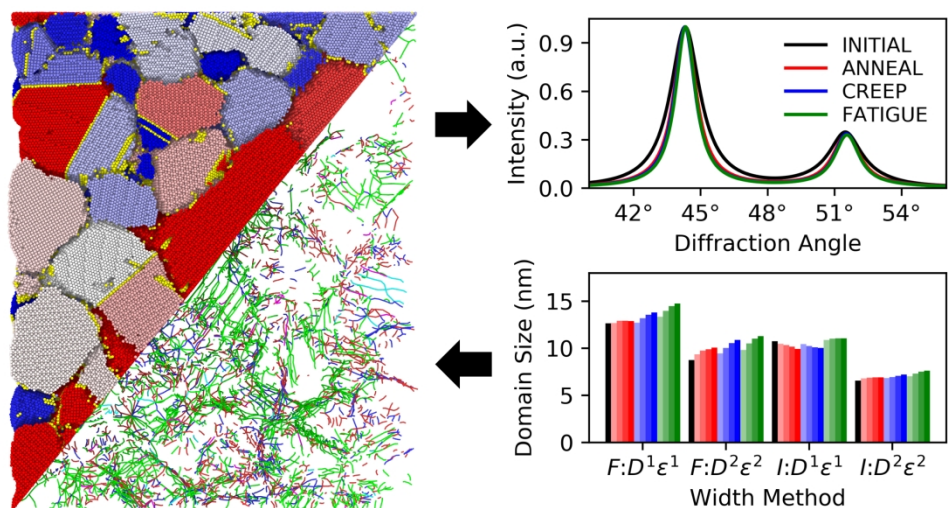 Intensity (a.u.)
0.9
0.6
0.3
0.0
INITIAL
ANNEAL
CREEP
FATIGUE
42° 45° 48° 51° 54°
Diffraction Angle
Domain Size (nm)
15
10
5
0
F:D¹ε¹ F:D²ε² I:D¹ε¹ I:D²ε²
Width Method